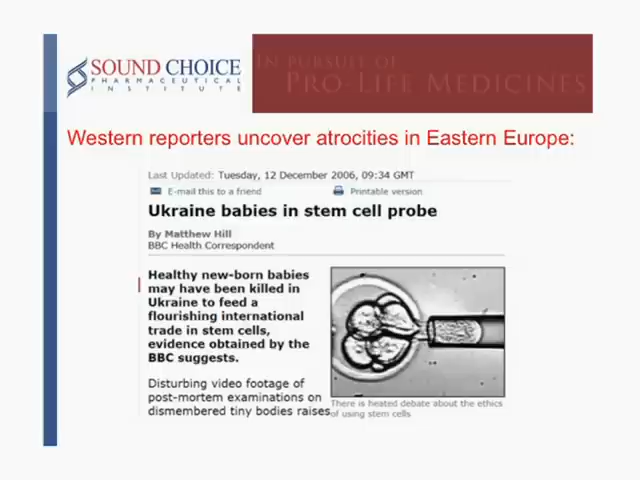 SOUND CHOICE
PHARMACEUTICAL
INSTITUTE
IN PURSUIT OF
PRO-LIFE MEDICINES
Western reporters uncover atrocities in Eastern Europe:
Last Updated: Tuesday, 12 December 2006, 09:34 GMT
E-mail this to a friend
Printable version
Ukraine babies in stem cell probe
By Matthew Hill
BBC Health Correspondent
Healthy new-born babies
may have been killed in
Ukraine to feed a
flourishing international
trade in stem cells,
evidence obtained by the
BBC suggests.
Disturbing video footage of
post-mortem examinations on
dismembered tiny bodies raises
There is heated debate about the ethics
of using stem cells